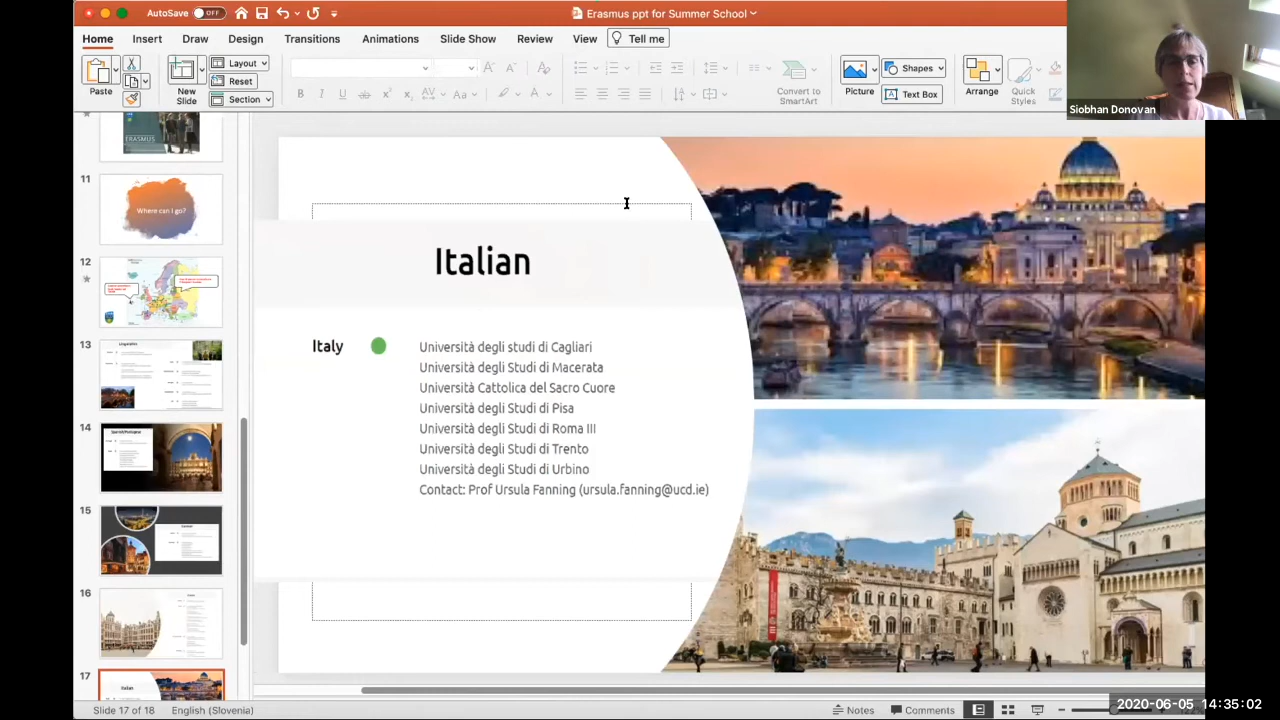 AutoSave OFF
Erasmus ppt for Summer School
Home Insert Draw Design Transitions Animations Slide Show Review View Tell me
Paste
New Slide
Layout
Reset
Section
Convert to SmartArt
Picture
Shapes
Text Box
Arrange
Quick Styles
Siobhan Donovan
ERASMUS
11
Where can I go?
12
13
Linguistics
14
Spanish/Portuguese
15
16
17
Italian
Italian
Italy
Università degli studi di Cagliari
Università degli Studi di Macerata
Università Cattolica del Sacro Cuore
Università degli Studi di Pisa
Università degli Studi di Roma III
Università degli Studi di Trento
Università degli Studi di Urbino
Contact: Prof Ursula Fanning (ursula.fanning@ucd.ie)
Slide 17 of 18 English (Slovenia) Notes Comments
2020-06-05 14:35:02